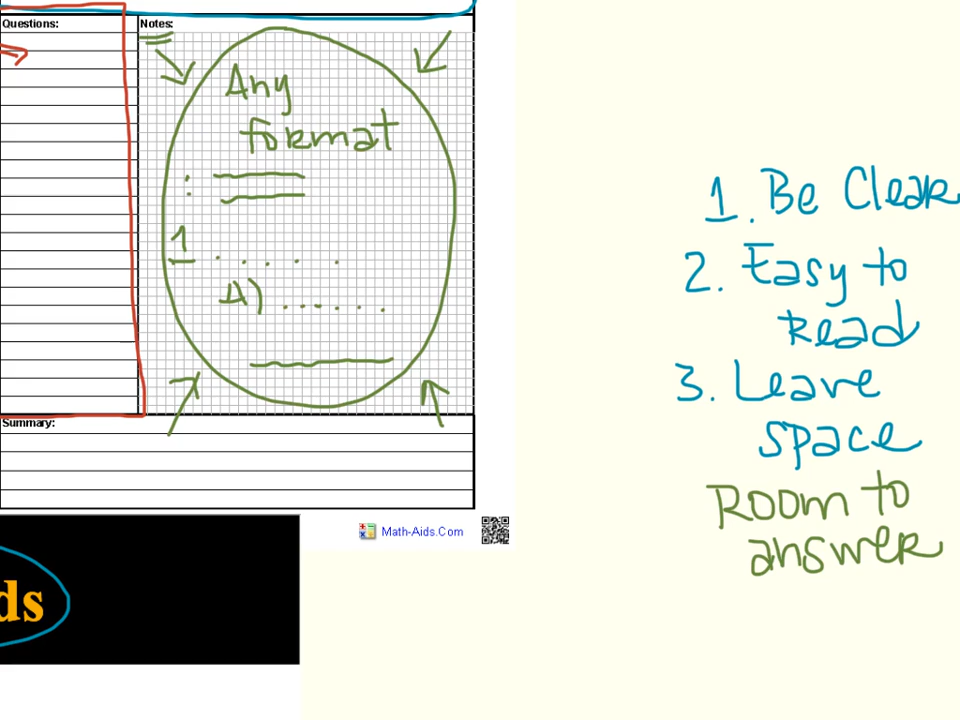 Questions:
Notes:
Any
format
:
1 . . . . .
A) . . . . . .
Summary:
Math-Aids.Com
ds
1. Be Clear
2. Easy to
Read
3. Leave
space
Room to
answer